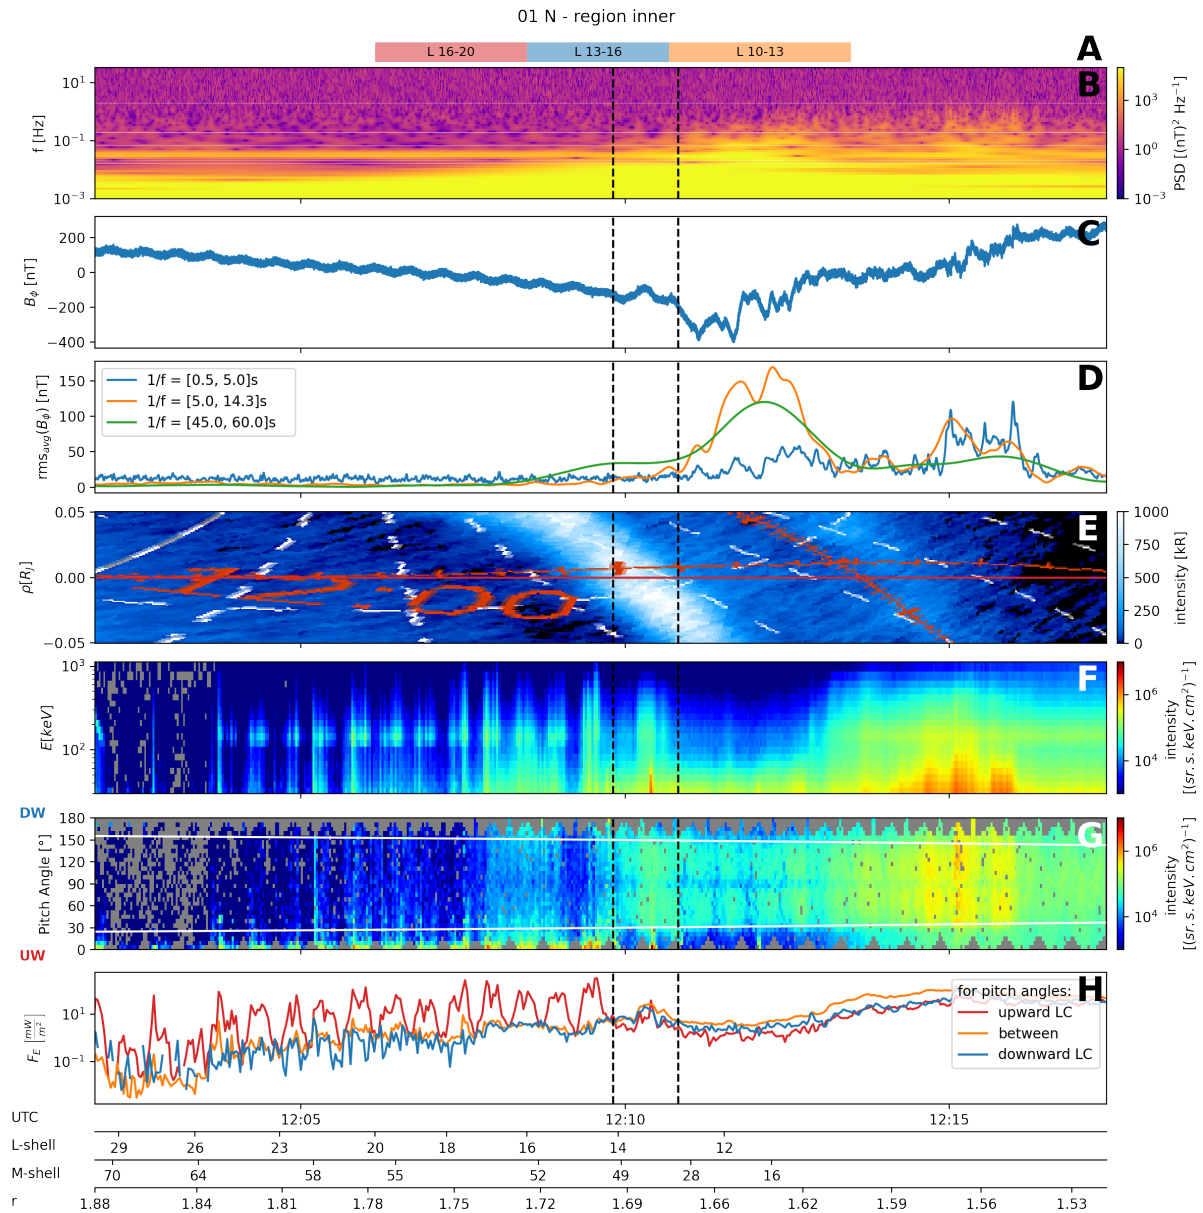 01 N - region inner
L 16-20 L 13-16 L 10-13 A
10¹
10⁻¹
10⁻³
f [Hz]
B
10³
10⁰
10⁻³
PSD [(nT)² Hz⁻¹]
200
0
−200
−400
Bϕ [nT]
C
150
100
50
0
rmsₐᵥg(Bϕ) [nT]
1/f = [0.5, 5.0]s
1/f = [5.0, 14.3]s
1/f = [45.0, 60.0]s
D
0.05
0.00
−0.05
ρ[RJ]
E
1000
750
500
250
0
intensity [kR]
10³
10²
E[keV]
F
10⁶
10⁴
intensity
[(sr. s. keV. cm²)⁻¹]
DW
180
150
120
90
60
30
0
Pitch Angle [°]
UW
G
10⁶
10⁴
intensity
[(sr. s. keV. cm²)⁻¹]
10¹
10⁻¹
F_E [mW/m²]
H
for pitch angles:
upward LC
between
downward LC
UTC 12:05 12:10 12:15
L-shell 29 26 23 20 18 16 14 12
M-shell 70 64 58 55 52 49 28 16
r 1.88 1.84 1.81 1.78 1.75 1.72 1.69 1.66 1.62 1.59 1.56 1.53